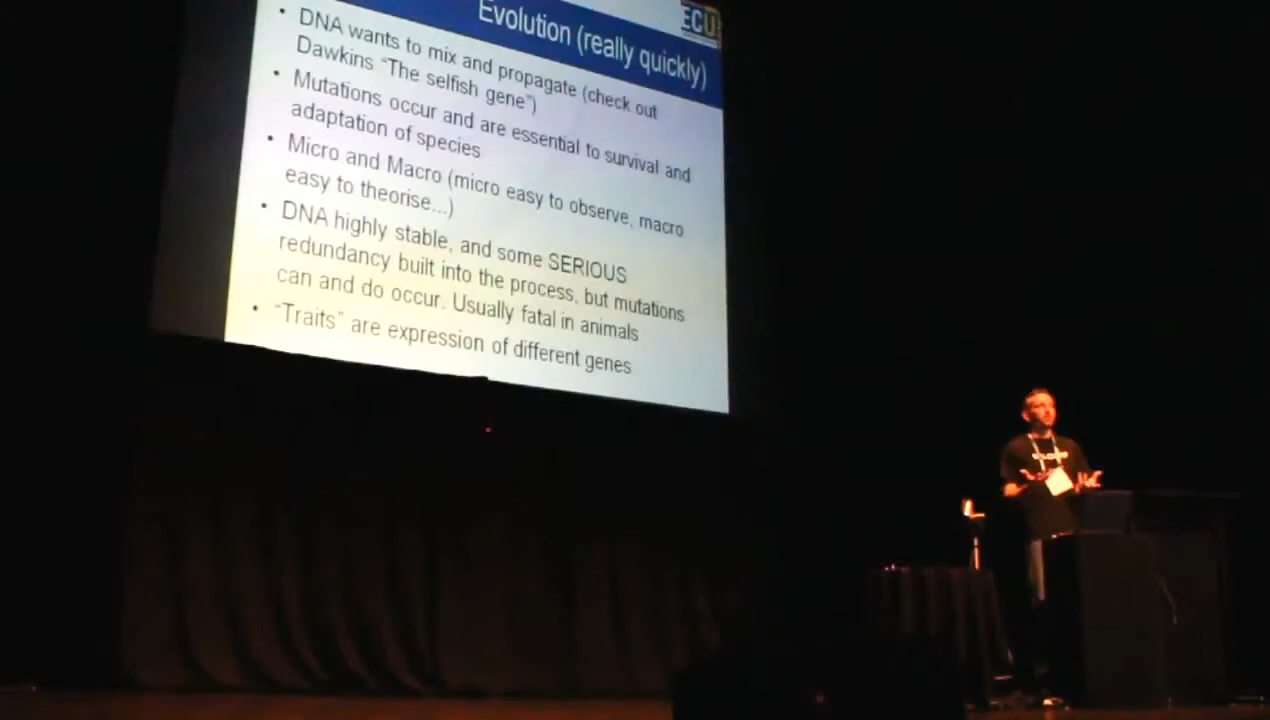 Evolution (really quickly)
ECU
• DNA wants to mix and propagate (check out
Dawkins “The selfish gene”)
• Mutations occur and are essential to survival and
adaptation of species
• Micro and Macro (micro easy to observe, macro
easy to theorise...)
• DNA highly stable, and some SERIOUS
redundancy built into the process, but mutations
can and do occur. Usually fatal in animals
• “Traits” are expression of different genes